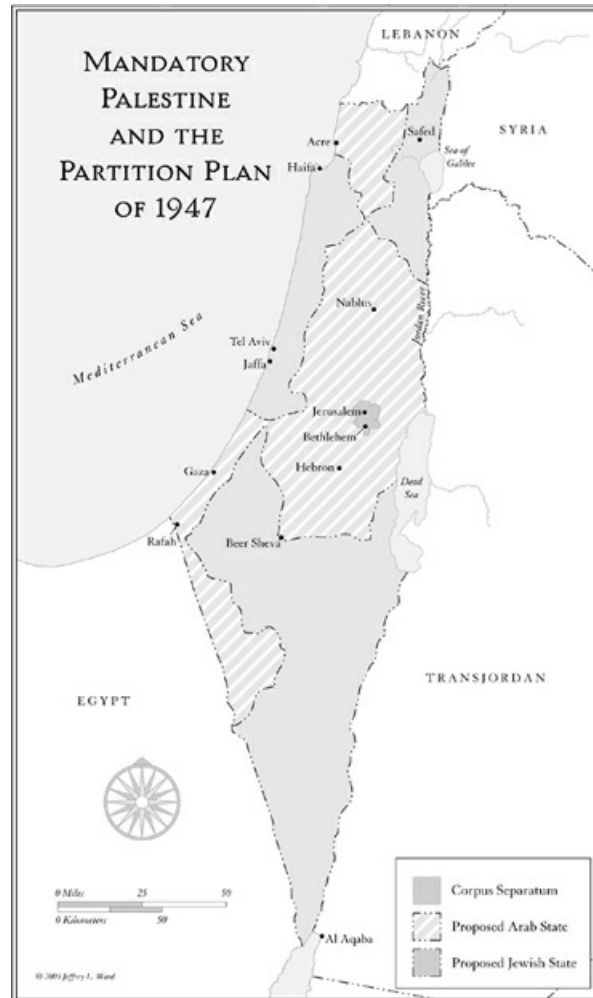 MANDATORY
PALESTINE
AND THE
PARTITION PLAN
OF 1947
LEBANON
SYRIA
Safed
Sea of
Galilee
Acre
Haifa
Nablus
Jordan River
Mediterranean Sea
Tel Aviv
Jaffa
Jerusalem
Bethlehem
Hebron
Gaza
Dead
Sea
Rafah
Beer Sheva
EGYPT
TRANSJORDAN
0 Miles 25 50
0 Kilometers 50
Al Aqaba
Corpus Separatum
Proposed Arab State
Proposed Jewish State
Jeffrey L. Ward